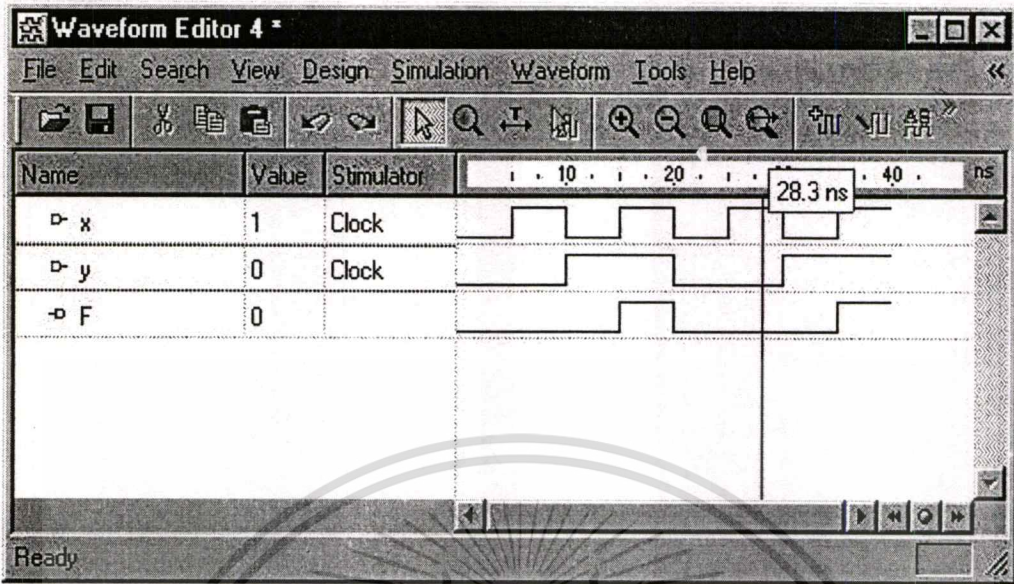 Waveform Editor 4 *
File Edit Search View Design Simulation Waveform Tools Help
Name Value Stimulator 10 20 40 ns
28.3 ns
x 1 Clock
y 0 Clock
F 0
Ready